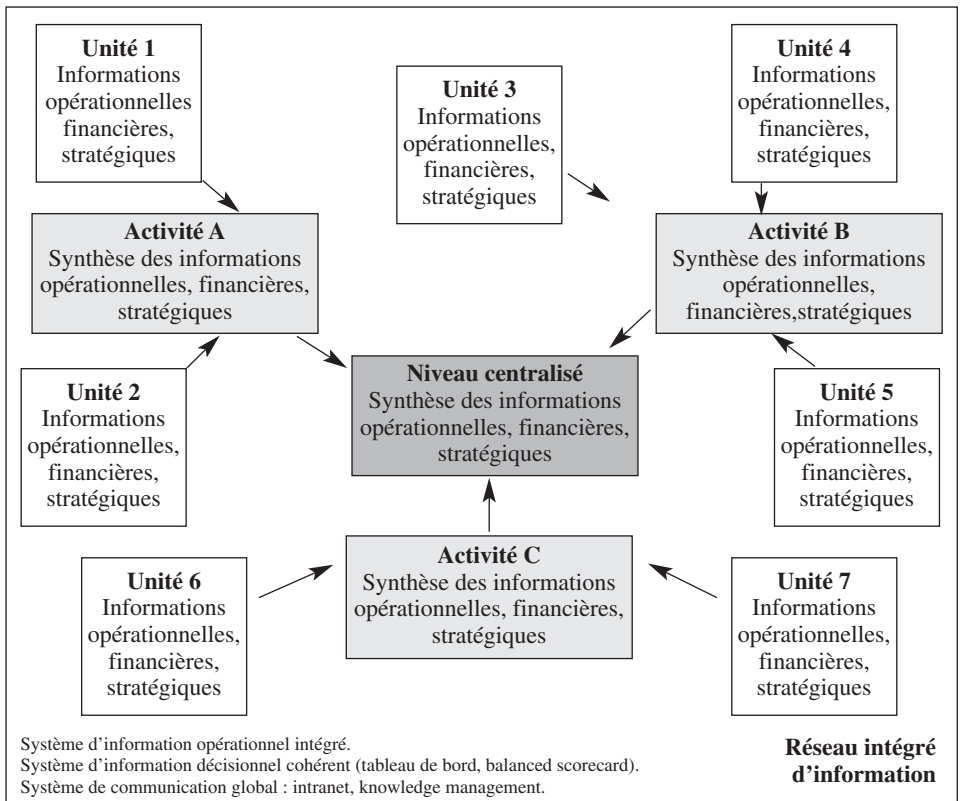 Unité 1
Informations
opérationnelles
financières,
stratégiques
Unité 3
Informations
opérationnelles,
financières,
stratégiques
Unité 4
Informations
opérationnelles,
financières,
stratégiques
Activité A
Synthèse des informations
opérationnelles, financières,
stratégiques
Activité B
Synthèse des informations
opérationnelles,
financières,stratégiques
Unité 2
Informations
opérationnelles,
financières,
stratégiques
Niveau centralisé
Synthèse des informations
opérationnelles, financières,
stratégiques
Unité 5
Informations
opérationnelles,
financières,
stratégiques
Unité 6
Informations
opérationnelles,
financières,
stratégiques
Activité C
Synthèse des informations
opérationnelles, financières,
stratégiques
Unité 7
Informations
opérationnelles,
financières,
stratégiques
Système d’information opérationnel intégré.
Système d’information décisionnel cohérent (tableau de bord, balanced scorecard).
Système de communication global : intranet, knowledge management.
Réseau intégré
d’information